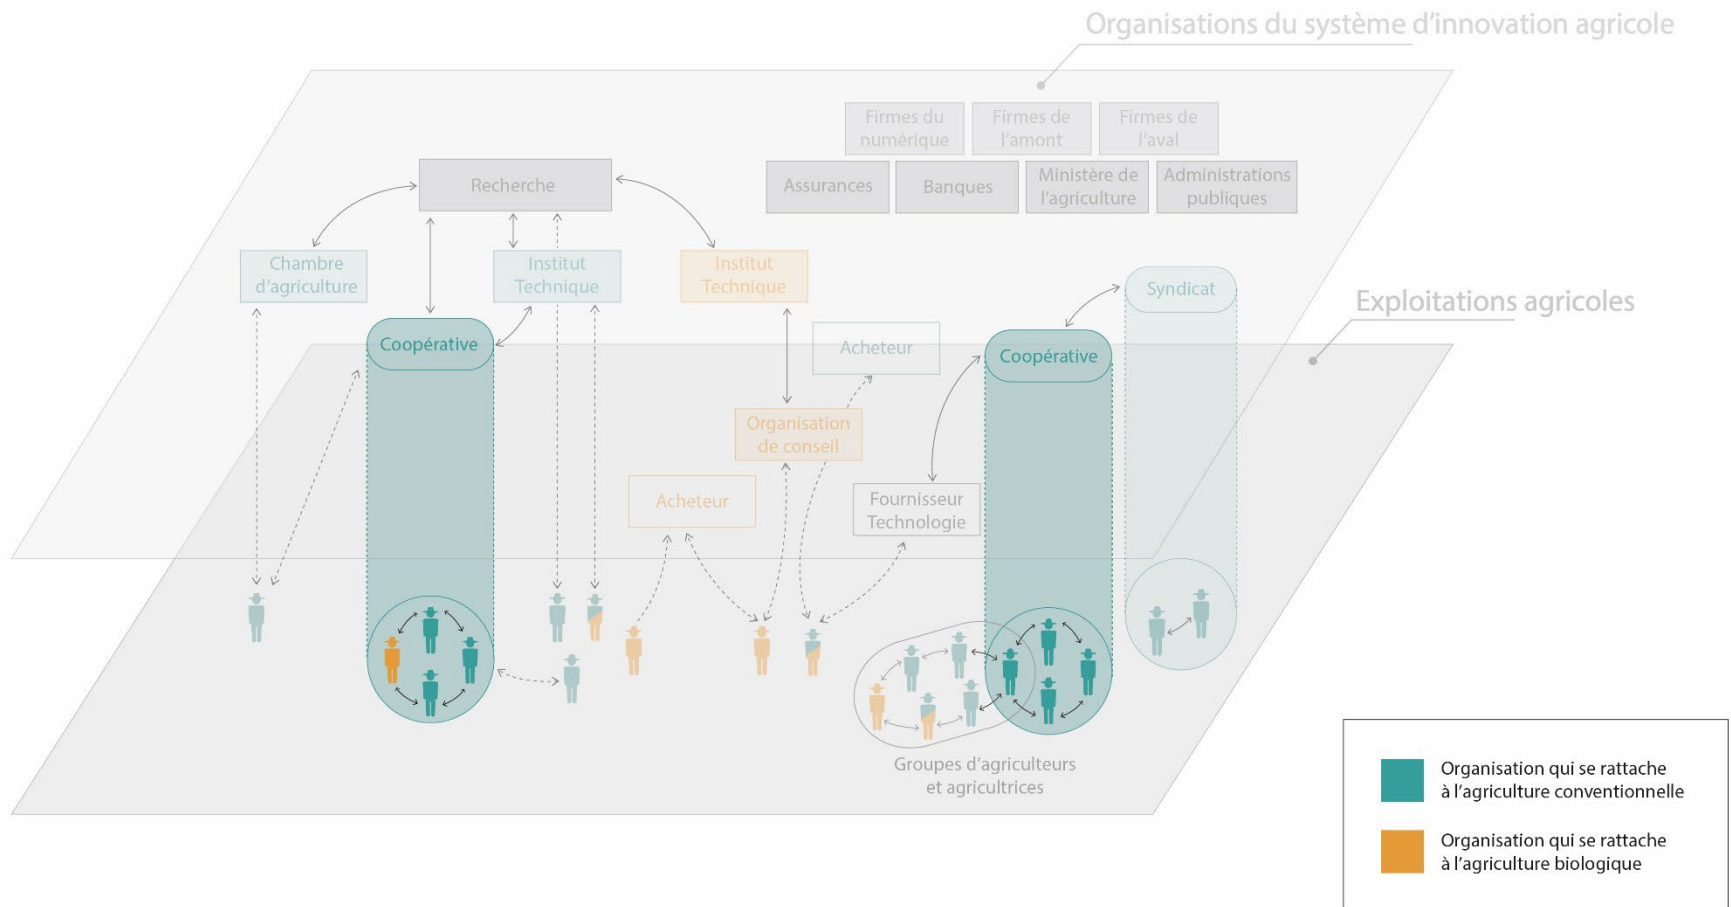 Organisations du système d'innovation agricole
Firmes du
numérique
Firmes de
l'amont
Firmes de
l'aval
Recherche
Assurances
Banques
Ministère de
l'agriculture
Administrations
publiques
Chambre
d'agriculture
Institut
Technique
Institut
Technique
Syndicat
Exploitations agricoles
Coopérative
Acheteur
Coopérative
Organisation
de conseil
Acheteur
Fournisseur
Technologie
Groupes d'agriculteurs
et agricultrices
Organisation qui se rattache
à l'agriculture conventionnelle
Organisation qui se rattache
à l'agriculture biologique